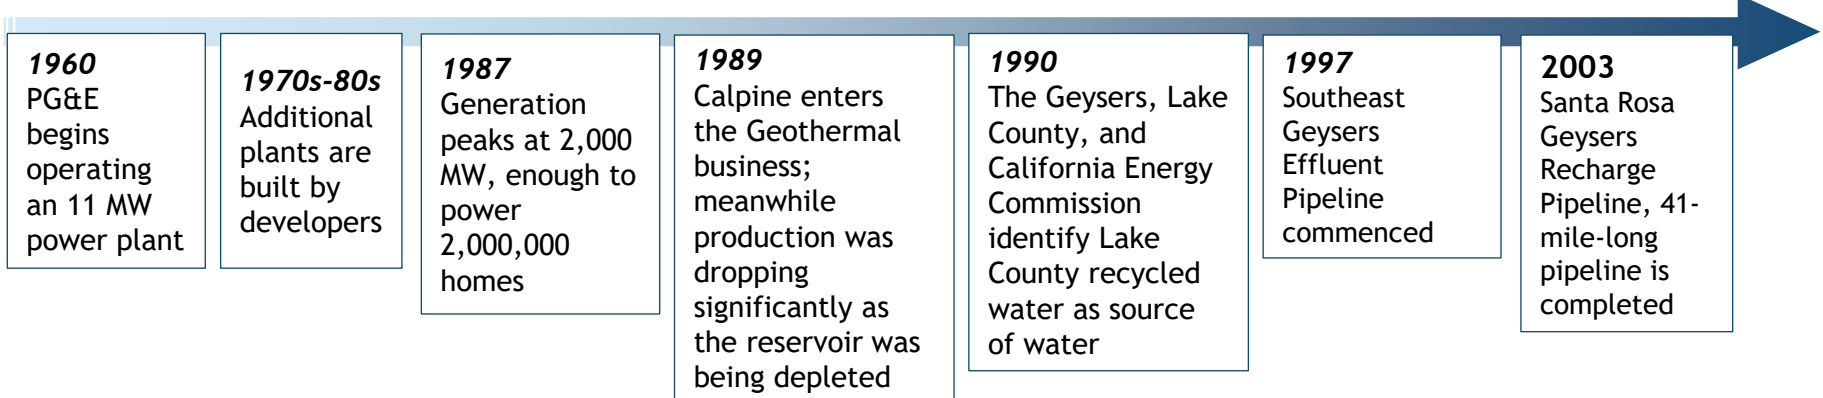 1960
PG&E
begins
operating
an 11 MW
power plant
1970s-80s
Additional
plants are
built by
developers
1987
Generation
peaks at 2,000
MW, enough to
power
2,000,000
homes
1989
Calpine enters
the Geothermal
business;
meanwhile
production was
dropping
significantly as
the reservoir was
being depleted
1990
The Geysers, Lake
County, and
California Energy
Commission
identify Lake
County recycled
water as source
of water
1997
Southeast
Geysers
Effluent
Pipeline
commenced
2003
Santa Rosa
Geysers
Recharge
Pipeline, 41-
mile-long
pipeline is
completed